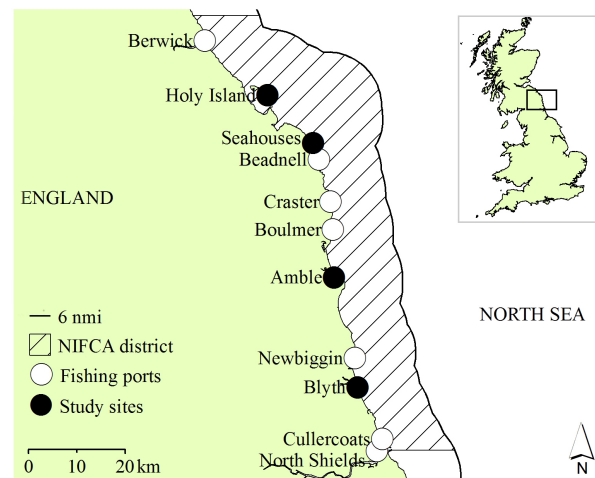 Berwick
Holy Island
Seahouses
Beadnell
ENGLAND
Craster
Boulmer
Amble
NORTH SEA
6 nmi
NIFCA district
Fishing ports
Study sites
Newbiggin
Blyth
Cullercoats
North Shields
0 10 20 km
N